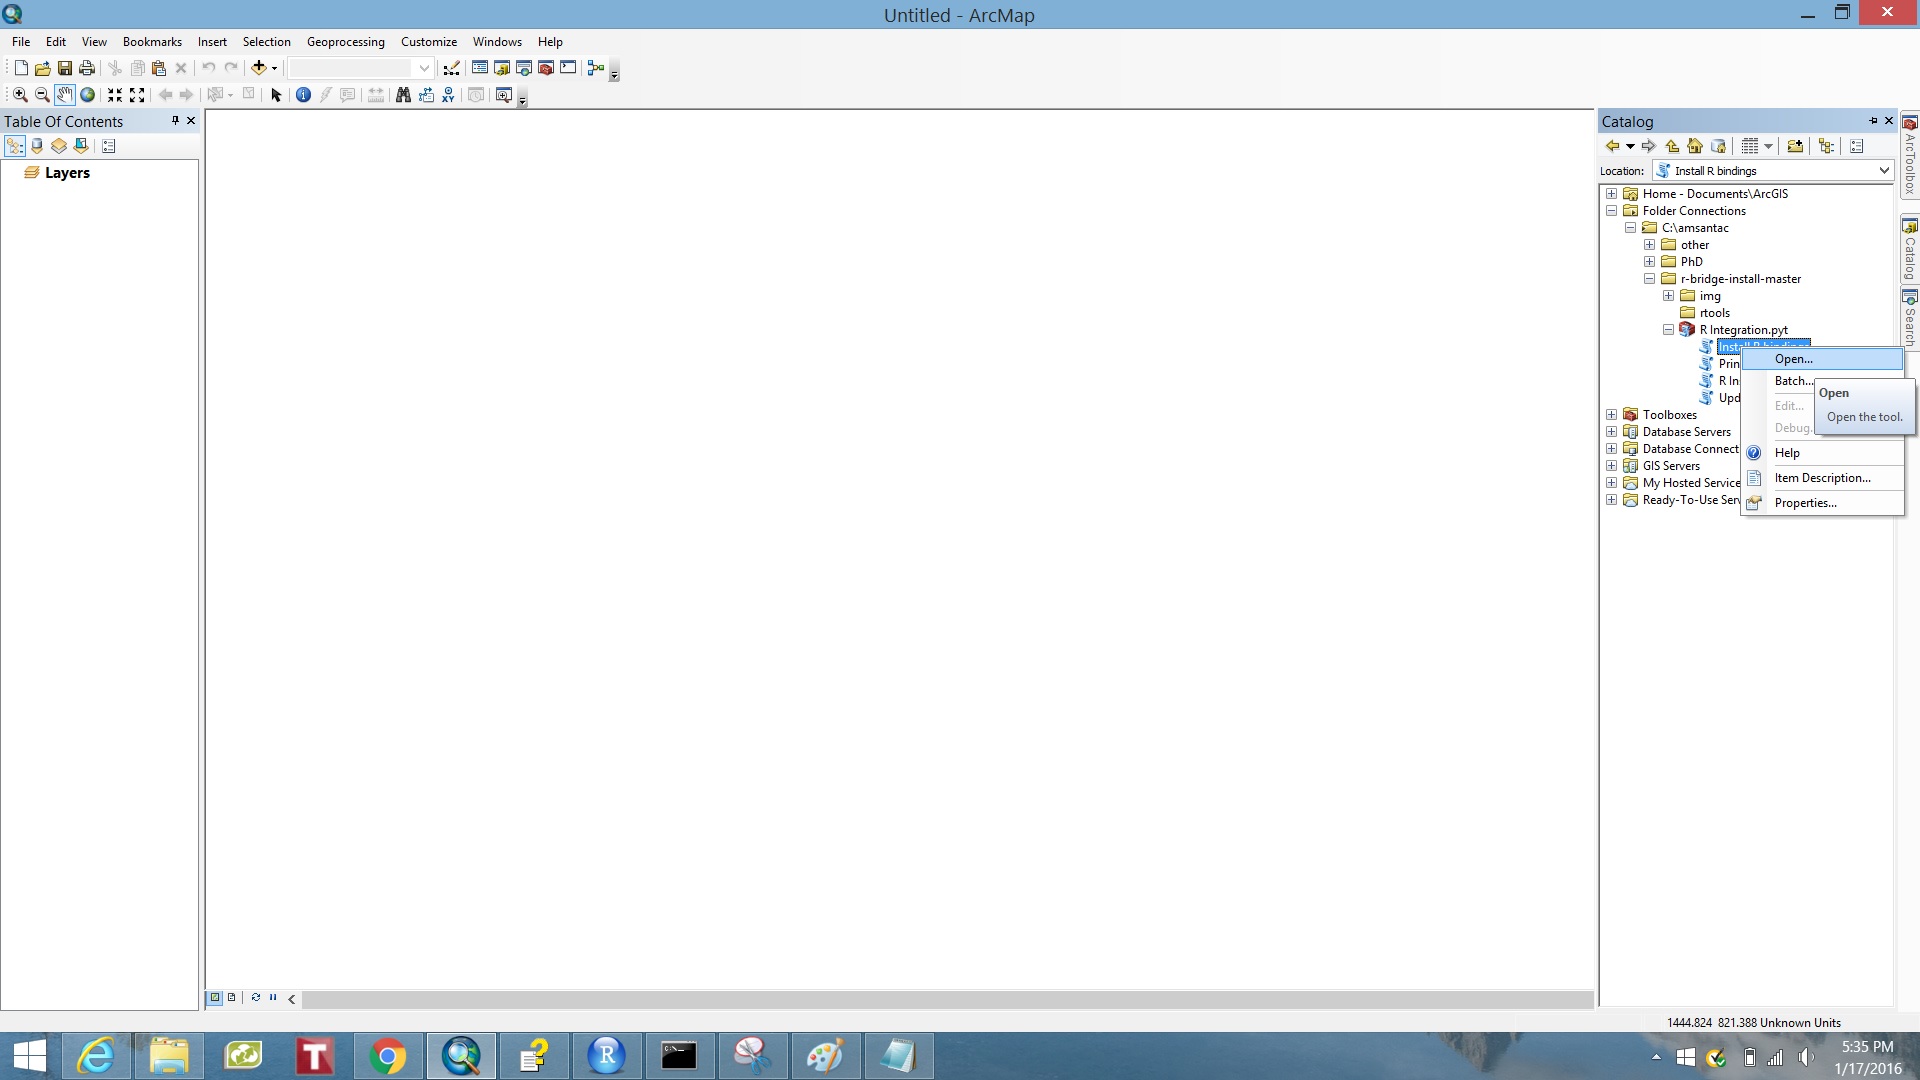 Untitled - ArcMap
File Edit View Bookmarks Insert Selection Geoprocessing Customize Windows Help
Table Of Contents
Layers
Catalog
Location: Install R bindings
Home - Documents\ArcGIS
Folder Connections
C:\amsantac
other
PhD
r-bridge-install-master
img
rtools
R Integration.pyt
Install R bindings
Prin
R In
Upd
Toolboxes
Database Servers
Database Connect
GIS Servers
My Hosted Service
Ready-To-Use Serv
Open...
Batch...
Edit...
Debug.
Help
Item Description...
Properties...
Open
Open the tool.
ArcToolbox
Catalog
Search
1444.824 821.388 Unknown Units
5:35 PM
1/17/2016